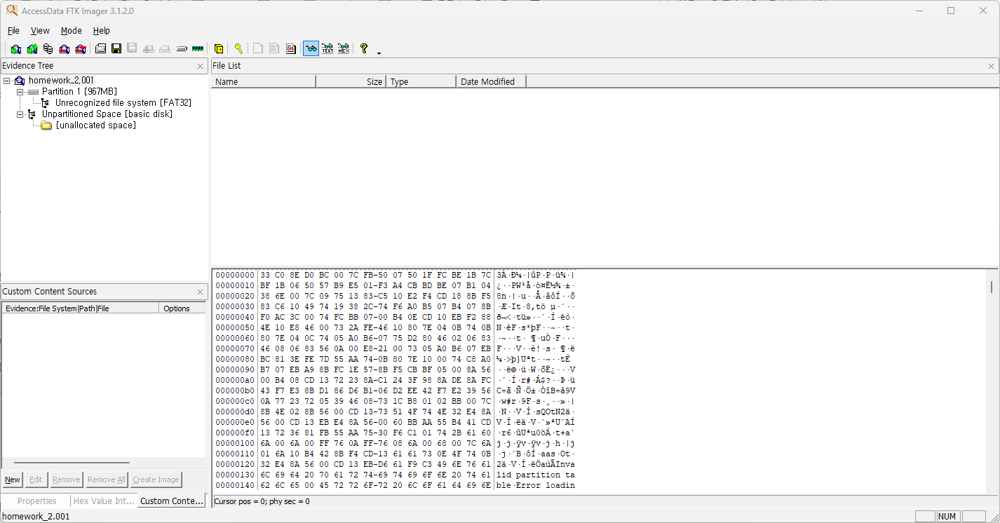 AccessData FTK Imager 3.1.2.0
File View Mode Help
Evidence Tree
homework_2.001
Partition 1 [967MB]
Unrecognized file system [FAT32]
Unpartitioned Space [basic disk]
[unallocated space]
File List
Name Size Type Date Modified
Custom Content Sources
Evidence:File System|Path|File Options
New Edit Remove Remove All Create Image
Properties Hex Value Int... Custom Conte...
00000000 33 C0 8E D0 BC 00 7C FB-50 07 50 1F FC BE 1B 7C 3À·Ð¼·|ûP·P·ü¾·|
00000010 BF 1B 06 50 57 B9 E5 01-F3 A4 CB BD BE 07 B1 04 ¿··PW¹å·ó¤Ë½¾·±·
00000020 38 6E 00 7C 09 75 13 83-C5 10 E2 F4 CD 18 8B F5 8n·|·u··Å·âôÍ··õ
00000030 83 C6 10 49 74 19 38 2C-74 F6 A0 B5 07 B4 07 8B ·Æ·It·8,tö µ·´··
00000040 F0 AC 3C 00 74 FC BB 07-00 B4 0E CD 10 EB F2 88 ð¬<·tü»··´·Í·ëò·
00000050 4E 10 E8 46 00 73 2A FE-46 10 80 7E 04 0B 74 0B N·èF·s*þF··~··t·
00000060 80 7E 04 0C 74 05 A0 B6-07 75 D2 80 46 02 06 83 ·~··t· ¶·uÒ·F···
00000070 46 08 06 83 56 0A 00 E8-21 00 73 05 A0 B6 07 EB F···V··è!·s· ¶·ë
00000080 BC 81 3E FE 7D 55 AA 74-0B 80 7E 10 00 74 C8 A0 ¼·>þ}Uªt··~··tÈ
00000090 B7 07 EB A9 8B FC 1E 57-8B F5 CB BF 05 00 8A 56 ··ë©·ü·W·õË¿···V
000000a0 00 B4 08 CD 13 72 23 8A-C1 24 3F 98 8A DE 8A FC ·´·Í·r#·Á$?··Þ·ü
000000b0 43 F7 E3 8B D1 86 D6 B1-06 D2 EE 42 F7 E2 39 56 C÷ã·Ñ·Ö±·ÒîB÷â9V
000000c0 0A 77 23 72 05 39 46 08-73 1C B8 01 02 BB 00 7C ·w#r·9F·s·¸··»·|
000000d0 8B 4E 02 8B 56 00 CD 13-73 51 4F 74 4E 32 E4 8A ·N··V·Í·sQOtN2ä·
000000e0 56 00 CD 13 EB E4 8A 56-00 60 BB AA 55 B4 41 CD V·Í·ëä·V·`»ªU´AÍ
000000f0 13 72 36 81 FB 55 AA 75-30 F6 C1 01 74 2B 61 60 ·r6·ûUªu0öÁ·t+a`
00000100 6A 00 6A 00 FF 76 0A FF-76 08 6A 00 68 00 7C 6A j·j·ÿv·ÿv·j·h·|j
00000110 01 6A 10 B4 42 8B F4 CD-13 61 61 73 0E 4F 74 0B ·j·´B·ôÍ·aas·Ot·
00000120 32 E4 8A 56 00 CD 13 EB-D6 61 F9 C3 49 6E 76 61 2ä·V·Í·ëÖaùÃInva
00000130 6C 69 64 20 70 61 72 74-69 74 69 6F 6E 20 74 61 lid partition ta
00000140 62 6C 65 00 45 72 72 6F-72 20 6C 6F 61 64 69 6E ble·Error loadin
Cursor pos = 0; phy sec = 0
homework_2.001
NUM